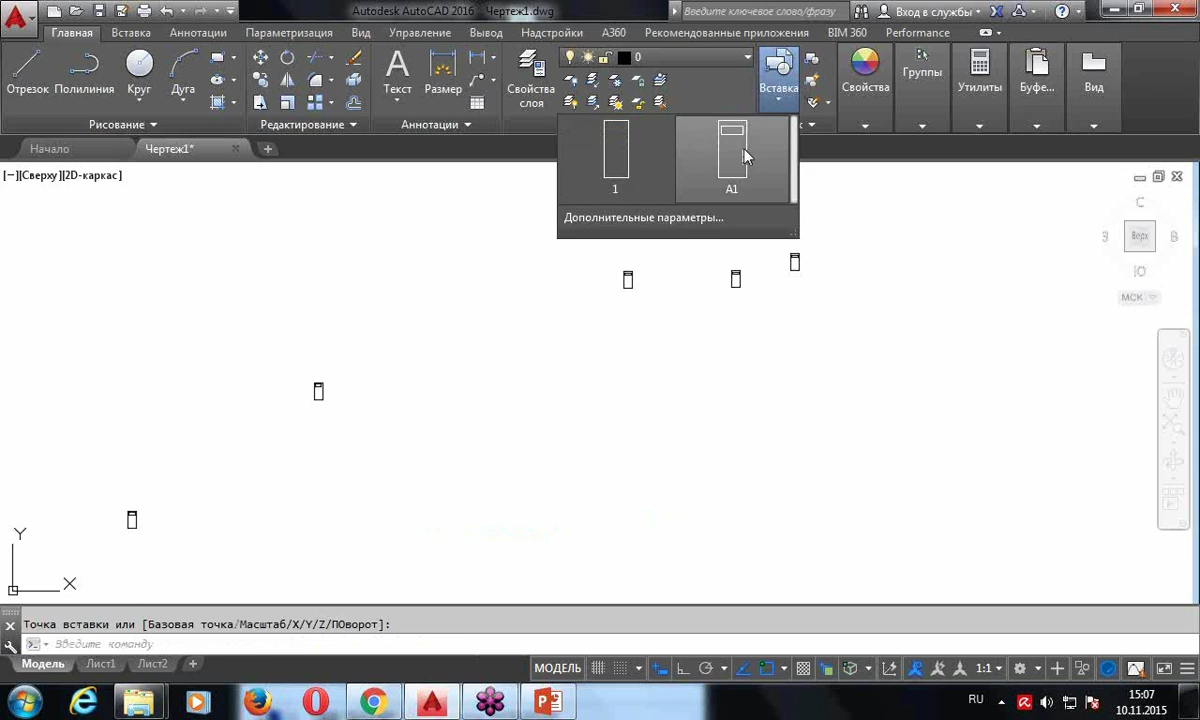 Autodesk AutoCAD 2016 Чертеж1.dwg
Введите ключевое слово/фразу
Вход в службы
Главная Вставка Аннотации Параметризация Вид Управление Вывод Надстройки A360 Рекомендованные приложения BIM 360 Performance
0
Отрезок Полилиния Круг Дуга
Текст Размер
Свойства слоя
Вставка
Свойства
Группы
Утилиты
Буфе...
Вид
Рисование Редактирование Аннотации
Начало Чертеж1*
[−][Сверху][2D-каркас]
1 A1
Дополнительные параметры...
С
З Верх В
Ю
МСК
Y
X
Точка вставки или [Базовая точка/Масштаб/X/Y/Z/ПОворот]:
Введите команду
Модель Лист1 Лист2
МОДЕЛЬ 1:1
RU 15:07
10.11.2015